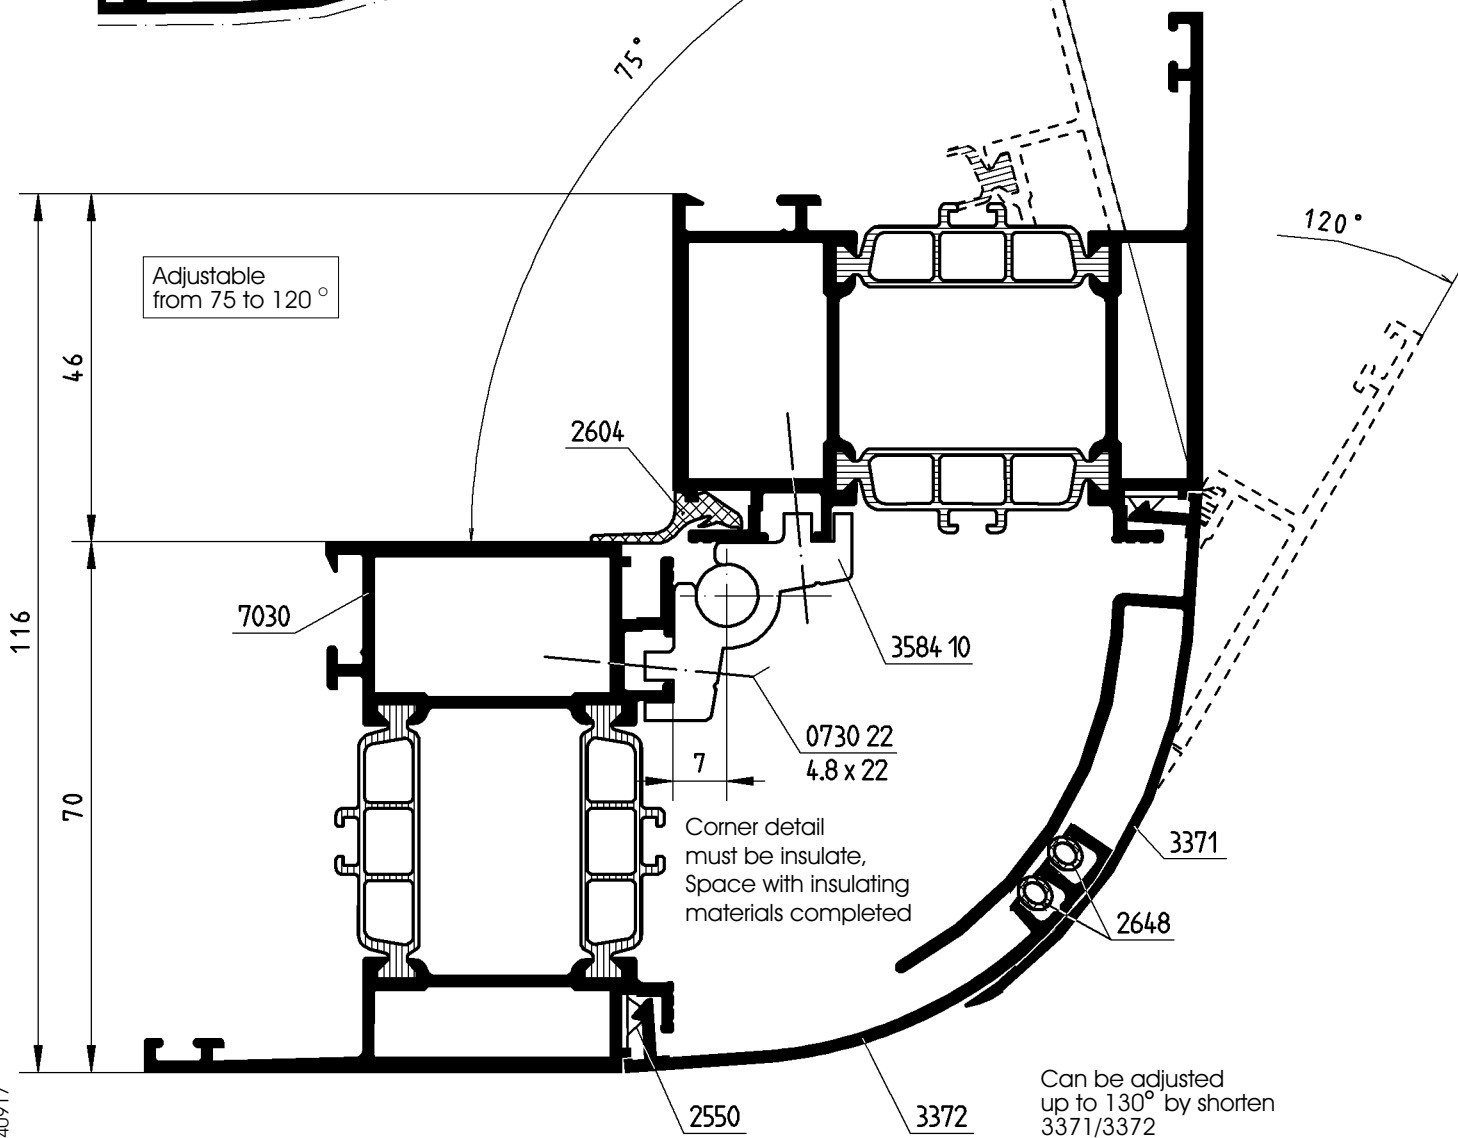 75°
120°
Adjustable
from 75 to 120°
46
2604
116
7030
3584 10
0730 22
4.8 x 22
7
70
Corner detail
must be insulate,
Space with insulating
materials completed
3371
2648
2550
3372
Can be adjusted
up to 130° by shorten
3371/3372